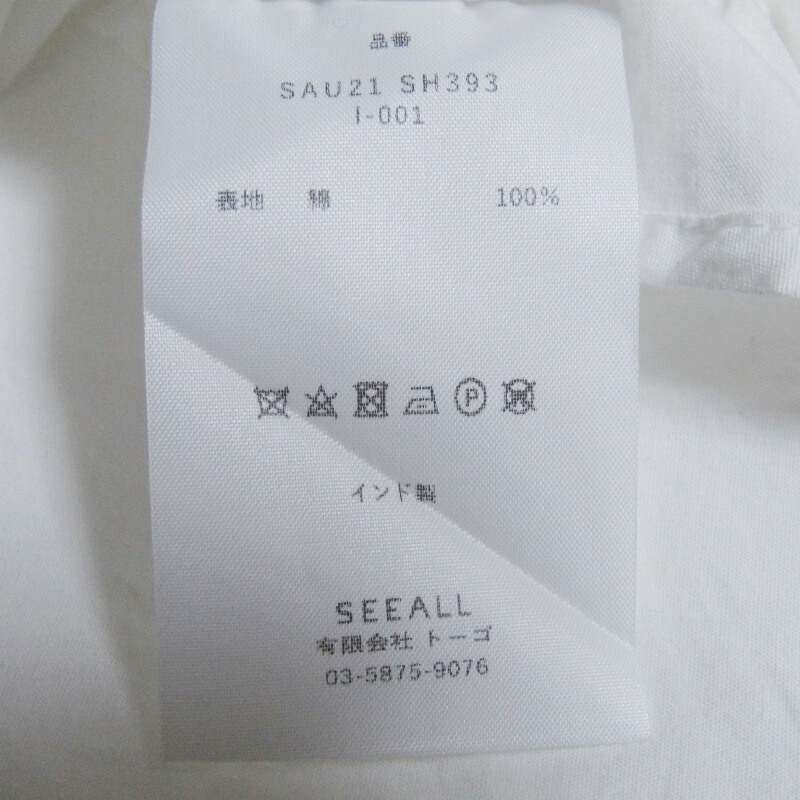 品番
SAU21 SH393
I-001
表地 綿 100%
P
インド製
SEEALL
有限会社 トーゴ
03-5875-9076